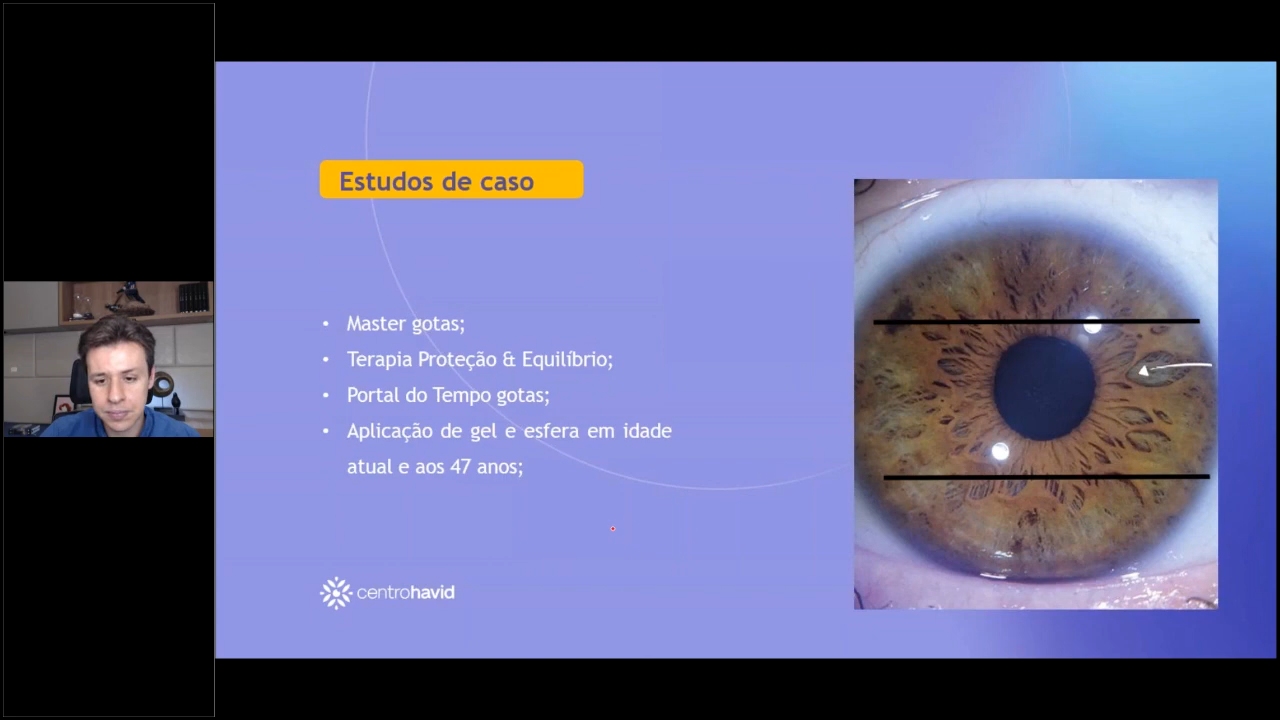 Estudos de caso
• Master gotas;
• Terapia Proteção & Equilíbrio;
• Portal do Tempo gotas;
• Aplicação de gel e esfera em idade
atual e aos 47 anos;
centrohavid